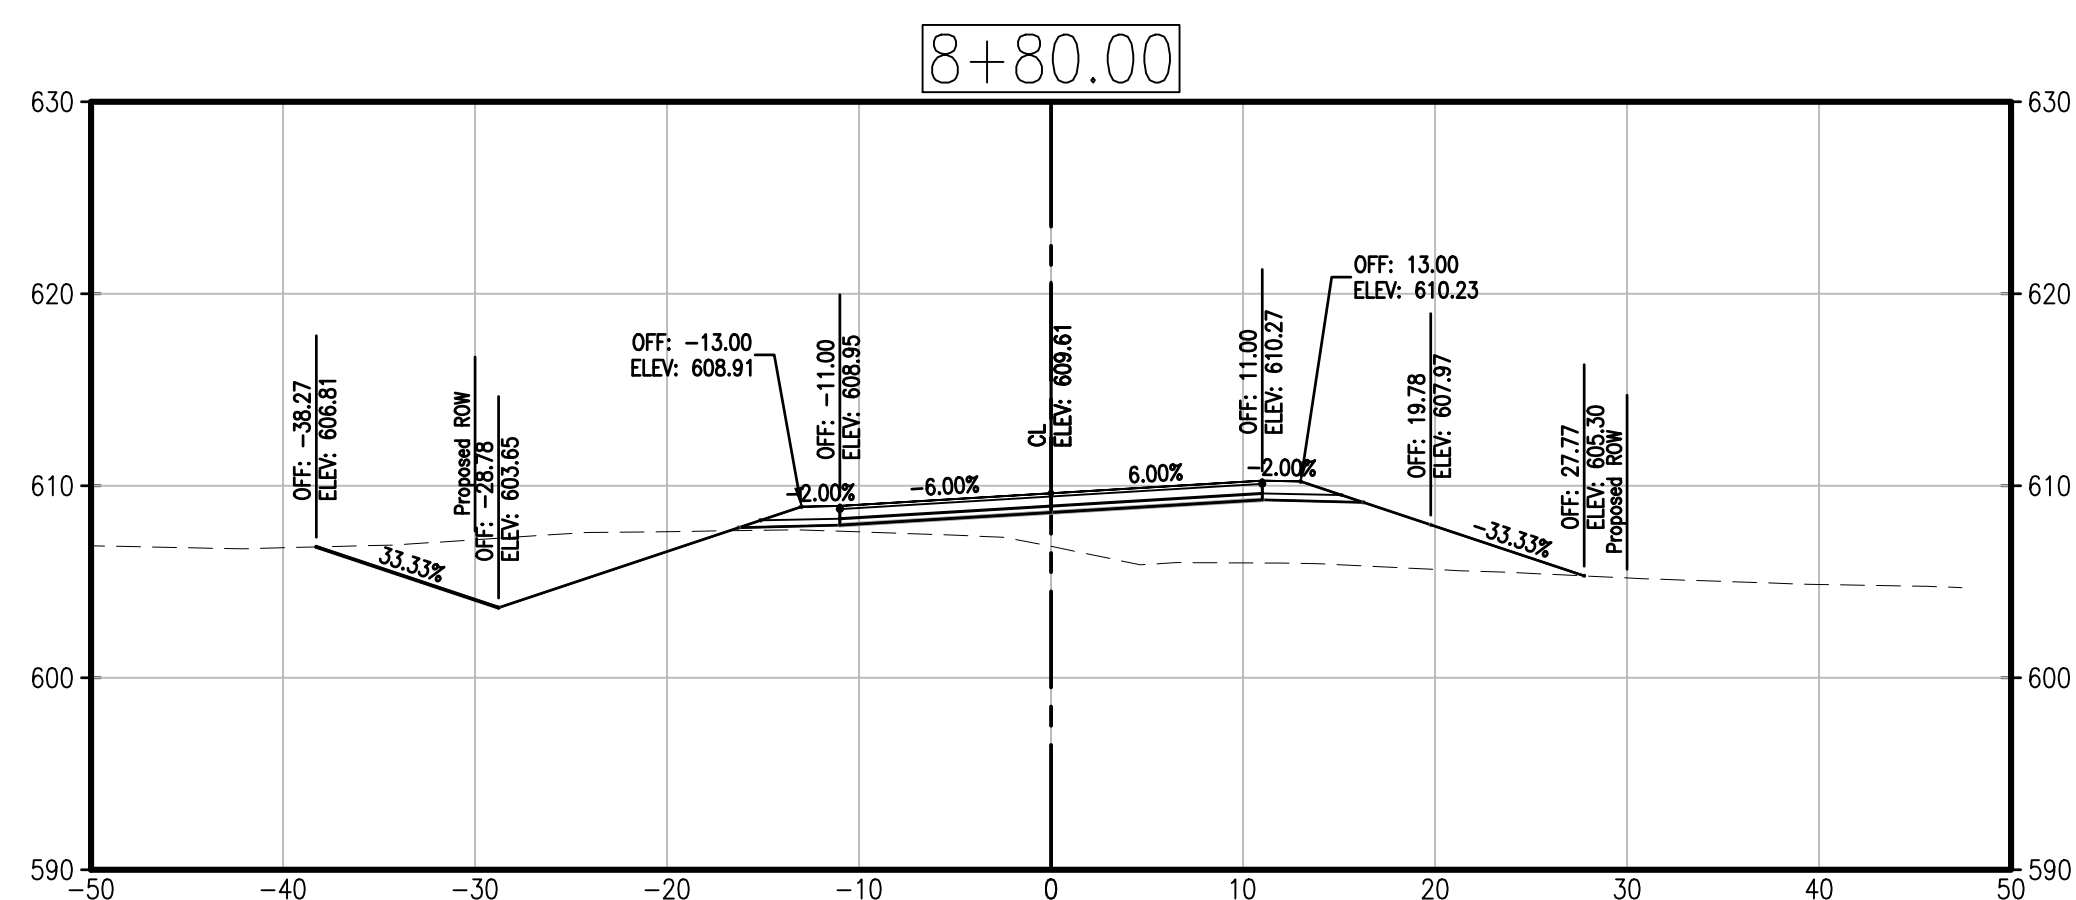 8+80.00
630
630
620
620
610
610
600
600
590
590
OFF: -38.27
ELEV: 606.81
33.33%
Proposed ROW
OFF: -28.78
ELEV: 603.65
OFF: -13.00
ELEV: 608.91
-2.00%
OFF: -11.00
ELEV: 608.95
-6.00%
CL
ELEV: 609.61
6.00%
OFF: 11.00
ELEV: 610.27
-2.00%
OFF: 13.00
ELEV: 610.23
OFF: 19.78
ELEV: 607.97
-33.33%
OFF: 27.77
ELEV: 605.30
Proposed ROW
-50
-40
-30
-20
-10
0
10
20
30
40
50